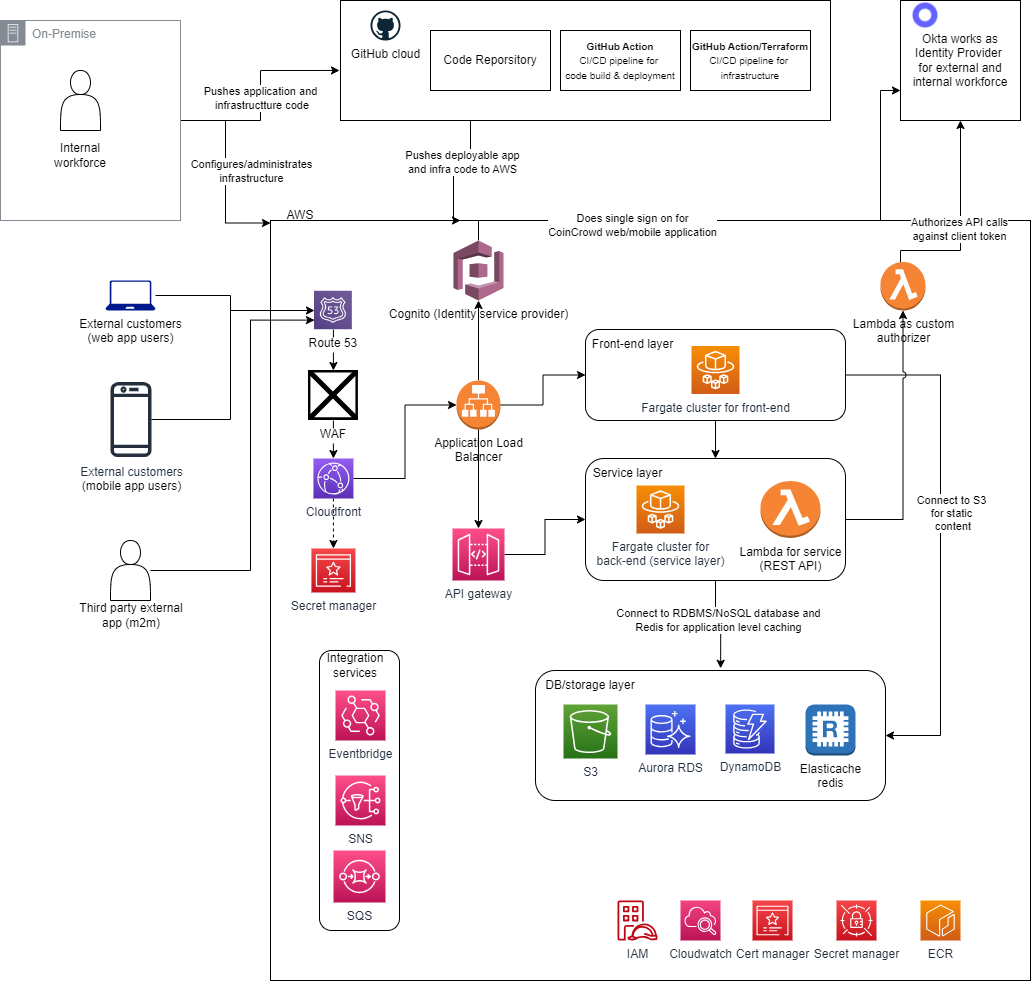 On-Premise
Internal
workforce
GitHub cloud
Code Reporsitory
GitHub Action
CI/CD pipeline for
code build & deployment
GitHub Action/Terraform
CI/CD pipeline for
infrastructure
Okta works as
Identity Provider
for external and
internal workforce
Pushes application and
infrastructture code
Configures/administrates
infrastructure
Pushes deployable app
and infra code to AWS
AWS
Does single sign on for
CoinCrowd web/mobile application
Authorizes API calls
against client token
External customers
(web app users)
53
Route 53
Cognito (Identity service provider)
Lambda as custom
authorizer
Front-end layer
Fargate cluster for front-end
WAF
Application Load
Balancer
External customers
(mobile app users)
Cloudfront
Service layer
Fargate cluster for
back-end (service layer)
Lambda for service
(REST API)
Connect to S3
for static
content
API gateway
Secret manager
Third party external
app (m2m)
Connect to RDBMS/NoSQL database and
Redis for application level caching
Integration
services
Eventbridge
SNS
SQS
DB/storage layer
S3
Aurora RDS
DynamoDB
R
Elasticache
redis
IAM
Cloudwatch
Cert manager
Secret manager
ECR